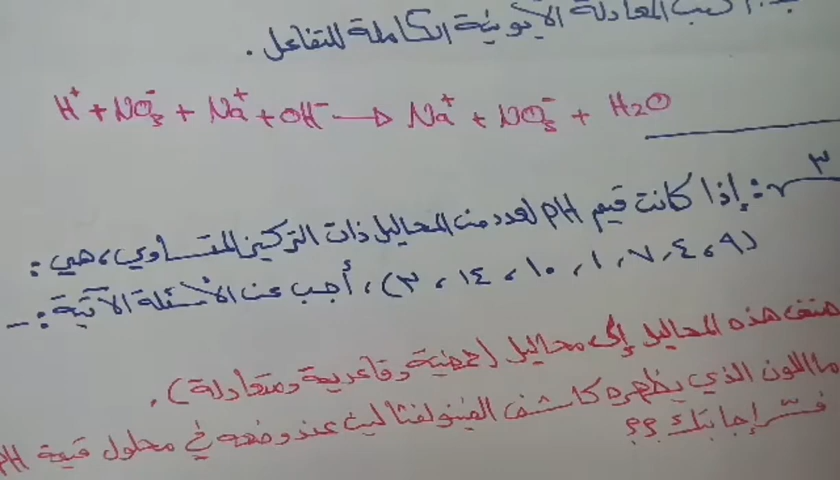 اكتب المعادلة الأيونية الكاملة للتفاعل .
H⁺ + NO₃⁻ + Na⁺ + OH⁻ → Na⁺ + NO₃⁻ + H₂O
س٣ : إذا كانت قيم pH لعدد من المحاليل ذات التركيز المتساوي، هي :
(٩، ٤، ٧، ١، ١٠، ١٤، ٣)، أجب عن الأسئلة الآتية :-
صنف هذه المحاليل إلى محاليل (حمضية وقاعدية ومتعادلة) .
ما اللون الذي يظهره كاشف الفينولفثالين عند وضعه في محلول قيمة pH
فسّر إجابتك ؟؟